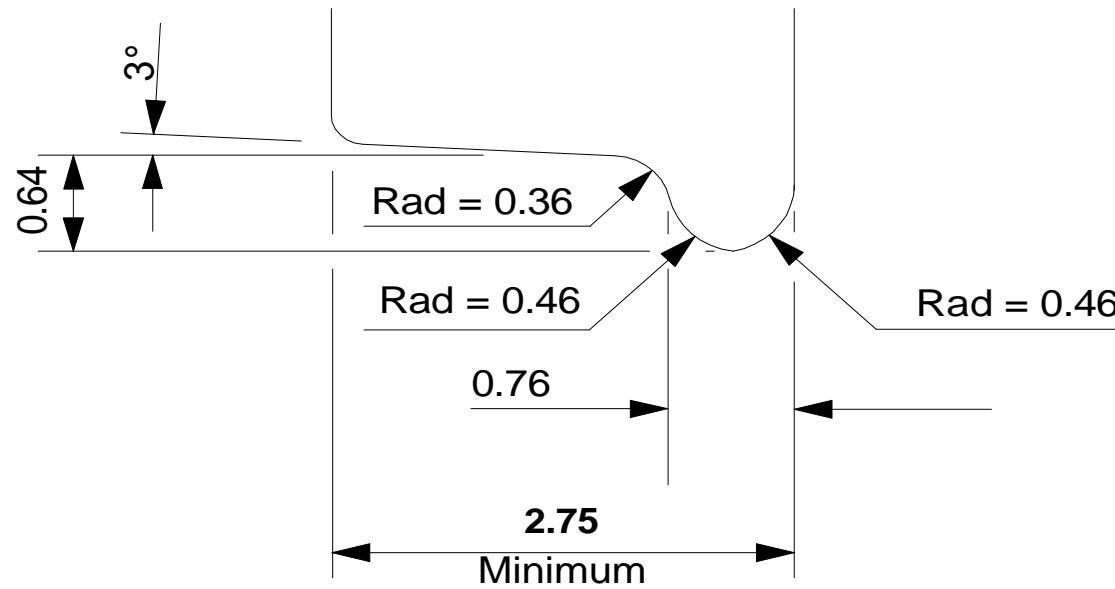 3°
0.64
Rad = 0.36
Rad = 0.46
Rad = 0.46
0.76
2.75
Minimum